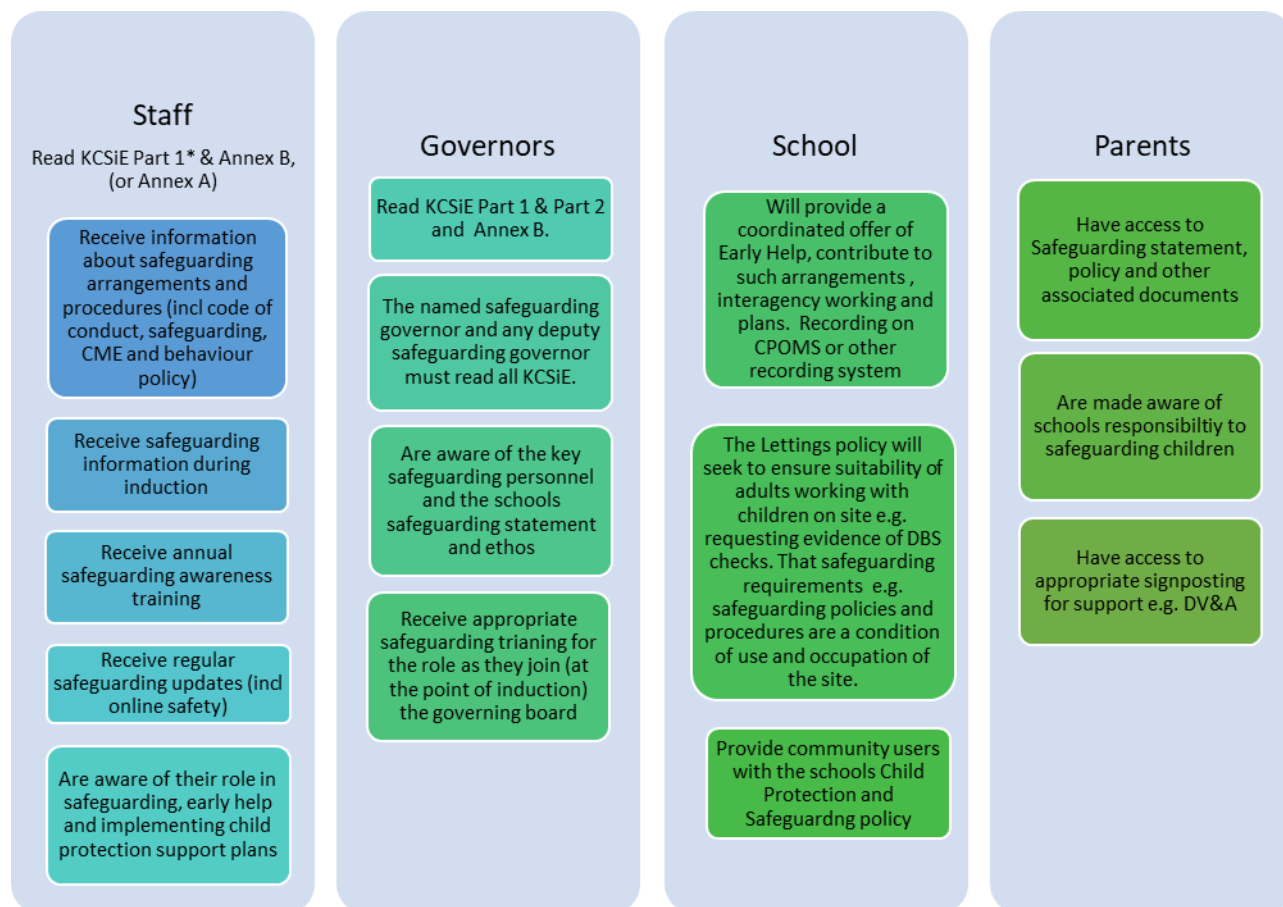 Staff
Read KCSiE Part 1* & Annex B,
(or Annex A)
Receive information
about safeguarding
arrangements and
procedures (incl code of
conduct, safeguarding,
CME and behaviour
policy)
Receive safeguarding
information during
induction
Receive annual
safeguarding awareness
training
Receive regular
safeguarding updates (incl
online safety)
Are aware of their role in
safeguarding, early help
and implementing child
protection support plans
Governors
Read KCSiE Part 1 & Part 2
and Annex B.
The named safeguarding
governor and any deputy
safeguarding governor
must read all KCSiE.
Are aware of the key
safeguarding personnel
and the schools
safeguarding statement
and ethos
Receive appropriate
safeguarding trianing for
the role as they join (at
the point of induction)
the governing board
School
Will provide a
coordinated offer of
Early Help, contribute to
such arrangements ,
interagency working and
plans. Recording on
CPOMS or other
recording system
The Lettings policy will
seek to ensure suitability of
adults working with
children on site e.g.
requesting evidence of DBS
checks. That safeguarding
requirements e.g.
safeguarding policies and
procedures are a condition
of use and occupation of
the site.
Provide community users
with the schools Child
Protection and
Safeguardng policy
Parents
Have access to
Safeguarding statement,
policy and other
associated documents
Are made aware of
schools responsibiltiy to
safeguarding children
Have access to
appropriate signposting
for support e.g. DV&A